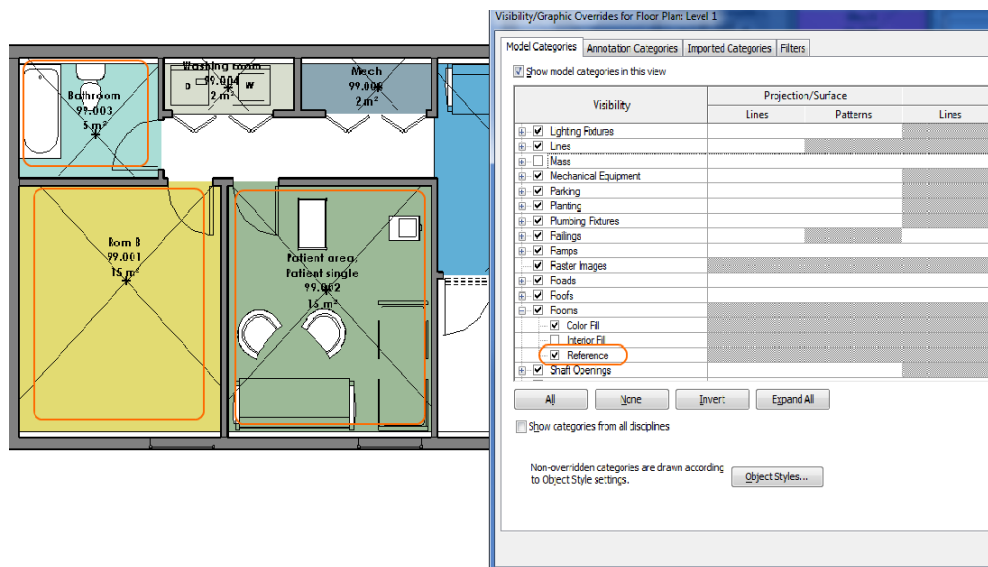 Visibility/Graphic Overrides for Floor Plan: Level 1
Model Categories
Annotation Categories
Imported Categories
Filters
Show model categories in this view
Visibility
Projection/Surface
Lines
Patterns
Lines
Lighting Fixtures
Lines
Mass
Mechanical Equipment
Parking
Planting
Plumbing Fixtures
Railings
Ramps
Raster Images
Roads
Roofs
Rooms
Color Fill
Interior Fill
Reference
Shaft Openings
All
None
Invert
Expand All
Show categories from all disciplines
Non-overridden categories are drawn according
to Object Style settings.
Object Styles...
Bathroom
99.003
5 m²
Washing room
99.004
2 m²
D
W
Mech
99.005
2 m²
Rom B
99.001
15 m²
Patient area,
Patient single
99.002
15 m²